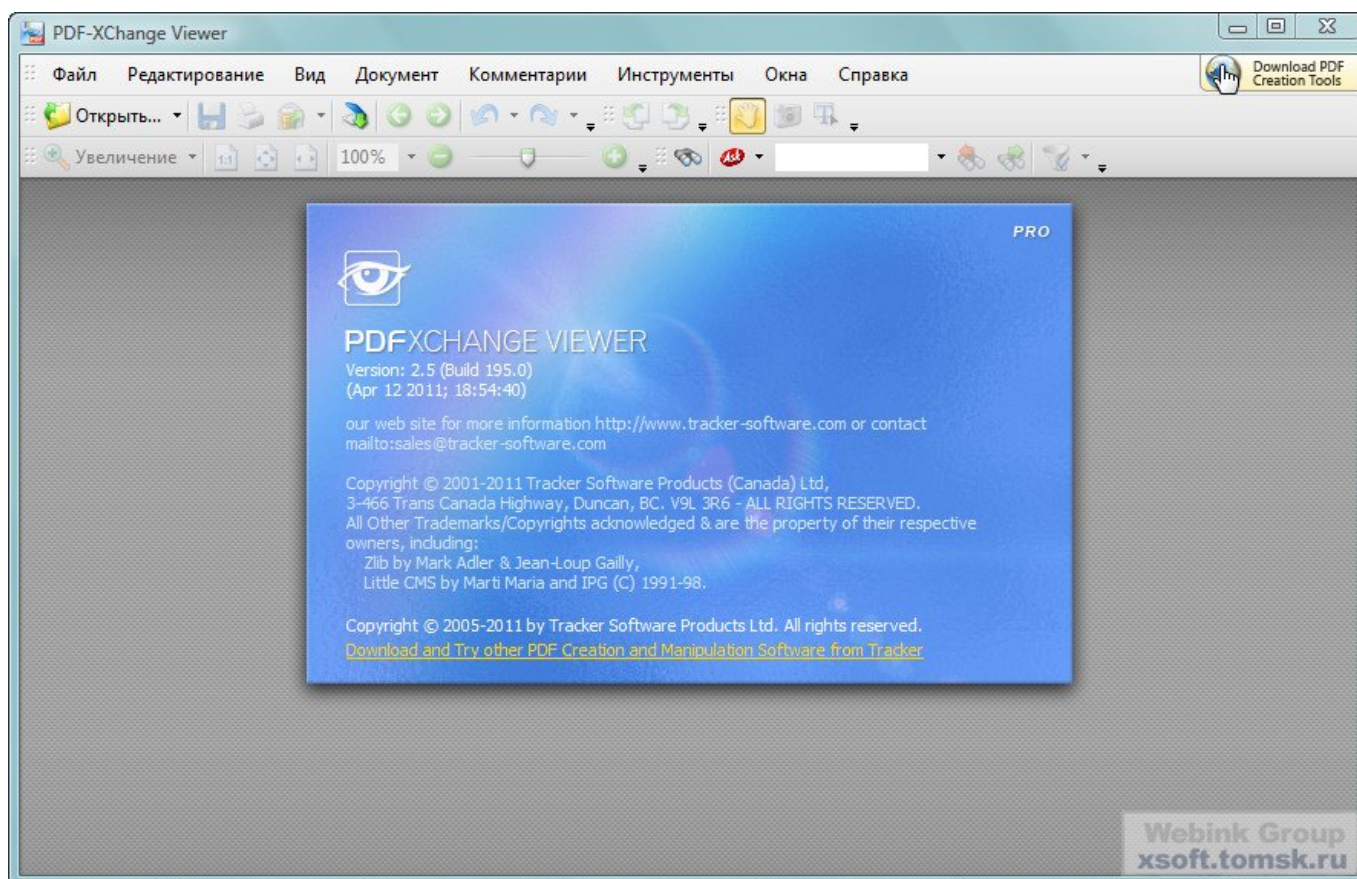 PDF-XChange Viewer
Файл Редактирование Вид Документ Комментарии Инструменты Окна Справка
Download PDF
Creation Tools
Открыть...
Увеличение 1:1 100% Ask
PRO
PDFXCHANGE VIEWER
Version: 2.5 (Build 195.0)
(Apr 12 2011; 18:54:40)
our web site for more information http://www.tracker-software.com or contact
mailto:sales@tracker-software.com
Copyright © 2001-2011 Tracker Software Products (Canada) Ltd,
3-466 Trans Canada Highway, Duncan, BC. V9L 3R6 - ALL RIGHTS RESERVED.
All Other Trademarks/Copyrights acknowledged & are the property of their respective
owners, including:
Zlib by Mark Adler & Jean-Loup Gailly,
Little CMS by Marti Maria and IPG (C) 1991-98.
Copyright © 2005-2011 by Tracker Software Products Ltd. All rights reserved.
Download and Try other PDF Creation and Manipulation Software from Tracker
Webink Group
xsoft.tomsk.ru